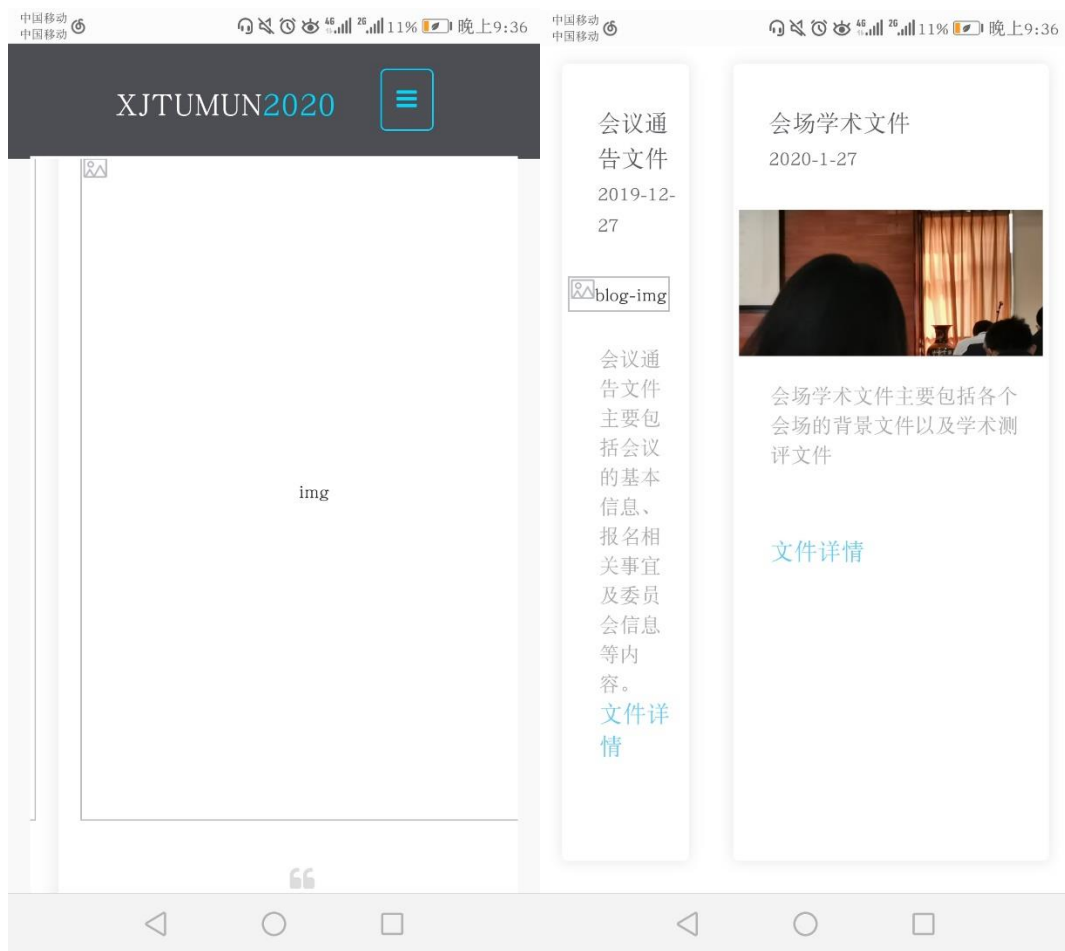 中国移动
中国移动
46 26 11% 晚上9:36
XJTUMUN2020
img
中国移动
中国移动
46 26 11% 晚上9:36
会议通
告文件
2019-12-
27
blog-img
会议通
告文件
主要包
括会议
的基本
信息、
报名相
关事宜
及委员
会信息
等内
容。
文件详
情
会场学术文件
2020-1-27
会场学术文件主要包括各个
会场的背景文件以及学术测
评文件
文件详情